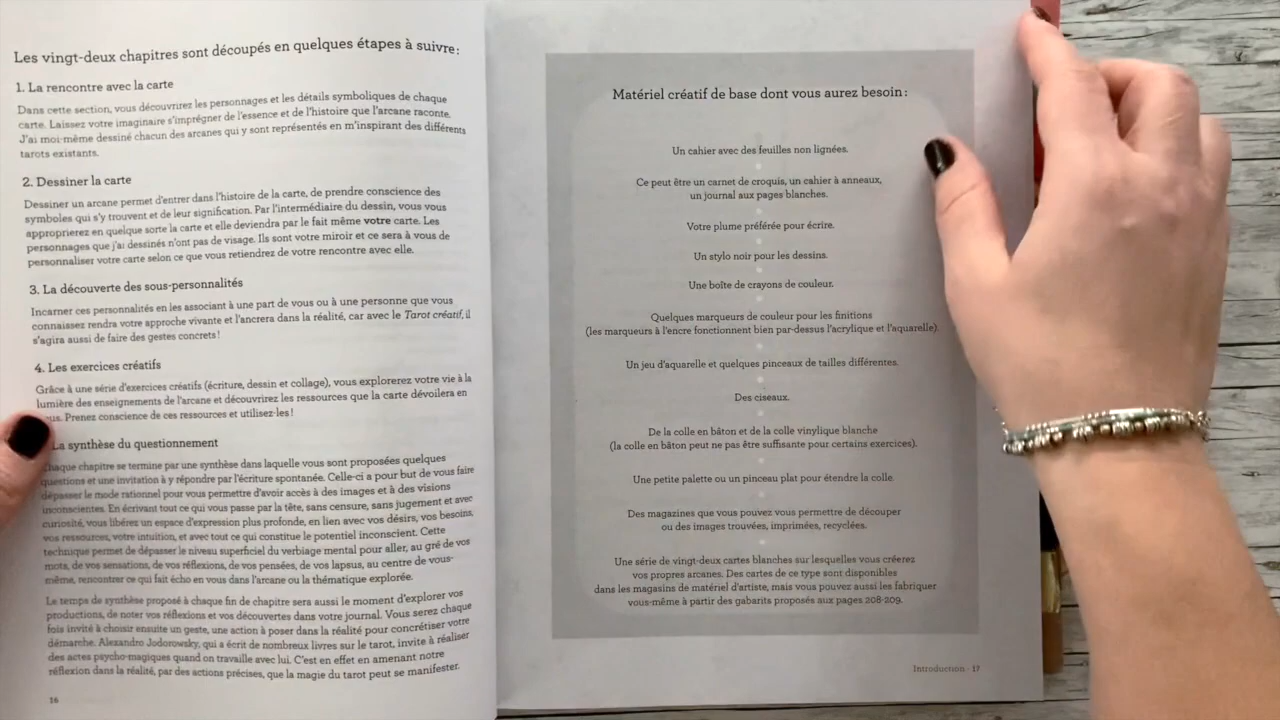 Les vingt-deux chapitres sont découpés en quelques étapes à suivre :
1. La rencontre avec la carte
Dans cette section, vous découvrirez les personnages et les détails symboliques de chaque
carte. Laissez votre imaginaire s'imprégner de l'essence et de l'histoire que l'arcane raconte.
J'ai moi-même dessiné chacun des arcanes qui y sont représentés en m'inspirant des différents
tarots existants.
2. Dessiner la carte
Dessiner un arcane permet d'entrer dans l'histoire de la carte, de prendre conscience des
symboles qui s'y trouvent et de leur signification. Par l'intermédiaire du dessin, vous vous
approprierez en quelque sorte la carte et elle deviendra par le fait même votre carte. Les
personnages que j'ai dessinés n'ont pas de visage. Ils sont votre miroir et ce sera à vous de
personnaliser votre carte selon ce que vous retiendrez de votre rencontre avec elle.
3. La découverte des sous-personnalités
Incarner ces personnalités en les associant à une part de vous ou à une personne que vous
connaissez rendra votre approche vivante et l'ancrera dans la réalité, car avec le Tarot créatif, il
s'agira aussi de faire des gestes concrets !
4. Les exercices créatifs
Grâce à une série d'exercices créatifs (écriture, dessin et collage), vous explorerez votre vie à la
lumière des enseignements de l'arcane et découvrirez les ressources que la carte dévoilera en
vous. Prenez conscience de ces ressources et utilisez-les !
La synthèse du questionnement
Chaque chapitre se termine par une synthèse dans laquelle vous sont proposées quelques
questions et une invitation à y répondre par l'écriture spontanée. Celle-ci a pour but de vous faire
dépasser le mode rationnel pour vous permettre d'avoir accès à des images et à des visions
inconscientes. En écrivant tout ce qui vous passe par la tête, sans censure, sans jugement et avec
curiosité, vous libérez un espace d'expression plus profonde, en lien avec vos désirs, vos besoins,
vos ressources, votre intuition, et avec tout ce qui constitue le potentiel inconscient. Cette
technique permet de dépasser le niveau superficiel du verbiage mental pour aller, au gré de vos
mots, de vos sensations, de vos réflexions, de vos pensées, de vos lapsus, au centre de vous-
même, rencontrer ce qui fait écho en vous dans l'arcane ou la thématique explorée.
Le temps de synthèse proposé à chaque fin de chapitre sera aussi le moment d'explorer vos
productions, de noter vos réflexions et vos découvertes dans votre journal. Vous serez chaque
fois invité à choisir ensuite un geste, une action à poser dans la réalité pour concrétiser votre
démarche. Alexandro Jodorowsky, qui a écrit de nombreux livres sur le tarot, invite à réaliser
des actes psycho-magiques quand on travaille avec lui. C'est en effet en amenant notre
réflexion dans la réalité, par des actions précises, que la magie du tarot peut se manifester.
16
Matériel créatif de base dont vous aurez besoin :
Un cahier avec des feuilles non lignées.
Ce peut être un carnet de croquis, un cahier à anneaux,
un journal aux pages blanches.
Votre plume préférée pour écrire.
Un stylo noir pour les dessins.
Une boîte de crayons de couleur.
Quelques marqueurs de couleur pour les finitions
(les marqueurs à l'encre fonctionnent bien par-dessus l'acrylique et l'aquarelle).
Un jeu d'aquarelle et quelques pinceaux de tailles différentes.
Des ciseaux.
De la colle en bâton et de la colle vinylique blanche
(la colle en bâton peut ne pas être suffisante pour certains exercices).
Une petite palette ou un pinceau plat pour étendre la colle.
Des magazines que vous pouvez vous permettre de découper
ou des images trouvées, imprimées, recyclées.
Une série de vingt-deux cartes blanches sur lesquelles vous créerez
vos propres arcanes. Des cartes de ce type sont disponibles
dans les magasins de matériel d'artiste, mais vous pouvez aussi les fabriquer
vous-même à partir des gabarits proposés aux pages 208-209.
Introduction - 17